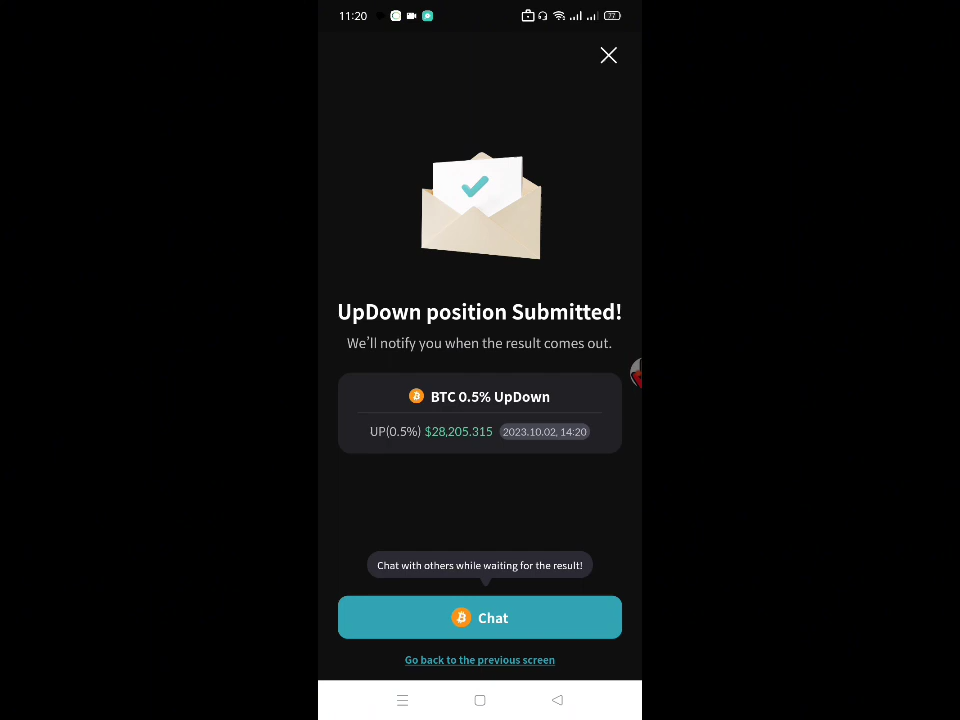 11:20
77
UpDown position Submitted!
We'll notify you when the result comes out.
BTC 0.5% UpDown
UP(0.5%) $28,205.315 2023.10.02, 14:20
Chat with others while waiting for the result!
Chat
Go back to the previous screen